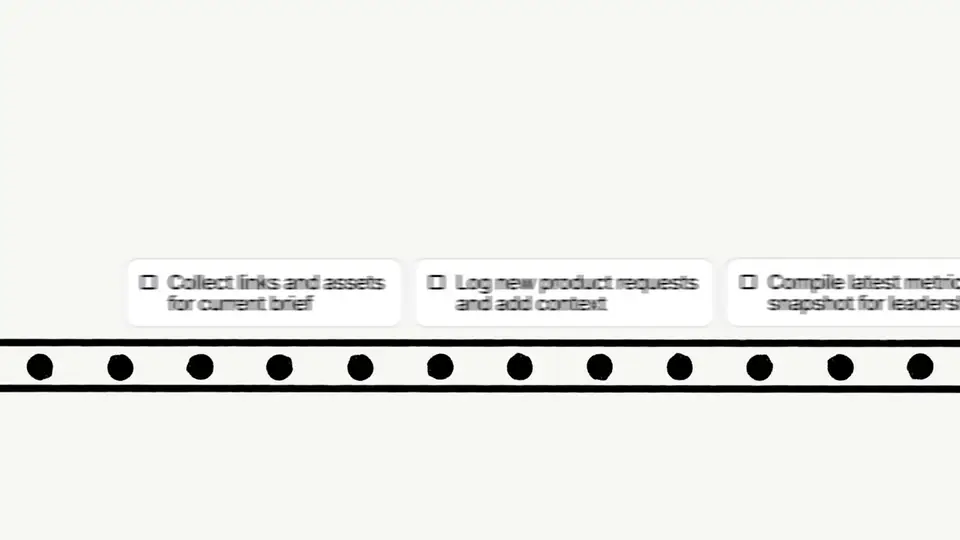 Collect links and assets
for current brief
Log new product requests
and add context
Compile latest metric
snapshot for